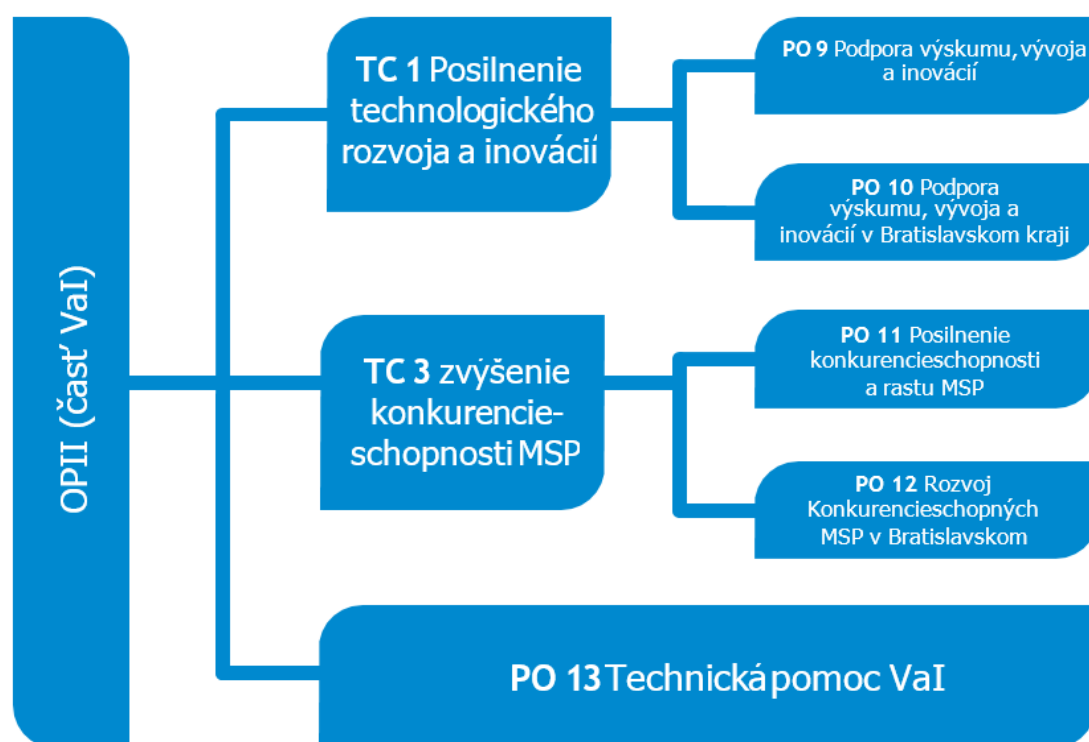 OPII (časť VaI)
TC 1 Posilnenie
technologického
rozvoja a inovácií
PO 9 Podpora výskumu, vývoja
a inovácií
PO 10 Podpora
výskumu, vývoja a
inovácií v Bratislavskom kraji
TC 3 zvýšenie
konkurencie-
schopnosti MSP
PO 11 Posilnenie
konkurencieschopnosti
a rastu MSP
PO 12 Rozvoj
Konkurencieschopných
MSP v Bratislavskom
PO 13 Technická pomoc VaI